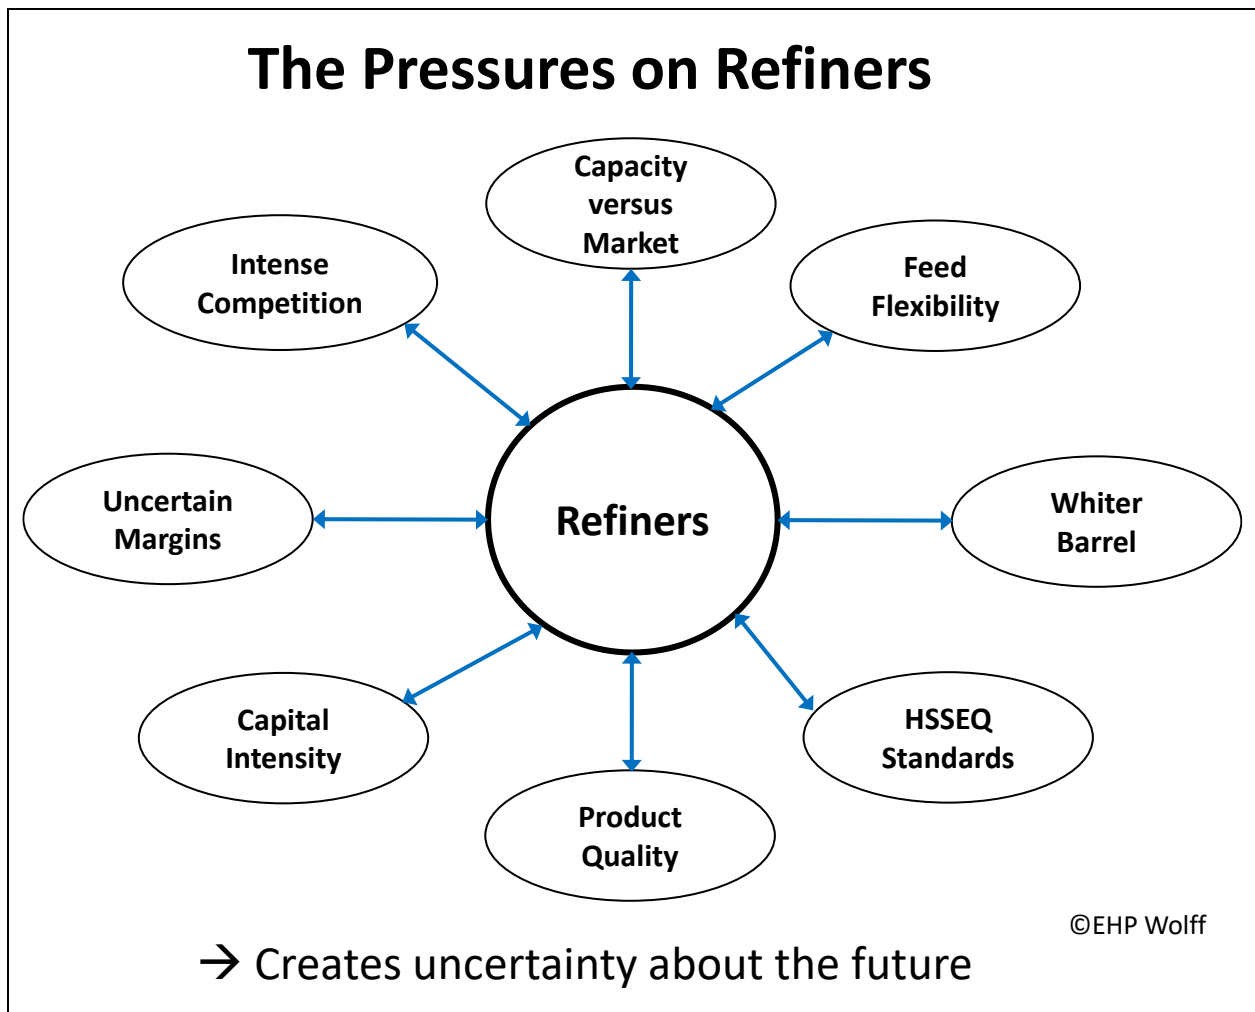 The Pressures on Refiners
Capacity
versus
Market
Intense
Competition
Feed
Flexibility
Uncertain
Margins
Refiners
Whiter
Barrel
Capital
Intensity
HSSEQ
Standards
Product
Quality
©EHP Wolff
→ Creates uncertainty about the future